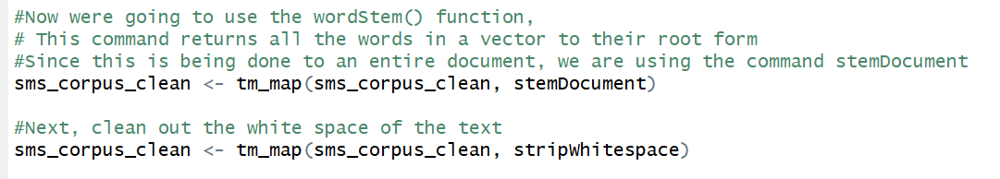 #Now were going to use the wordStem() function,
# This command returns all the words in a vector to their root form
#Since this is being done to an entire document, we are using the command stemDocument
sms_corpus_clean <- tm_map(sms_corpus_clean, stemDocument)
#Next, clean out the white space of the text
sms_corpus_clean <- tm_map(sms_corpus_clean, stripWhitespace)